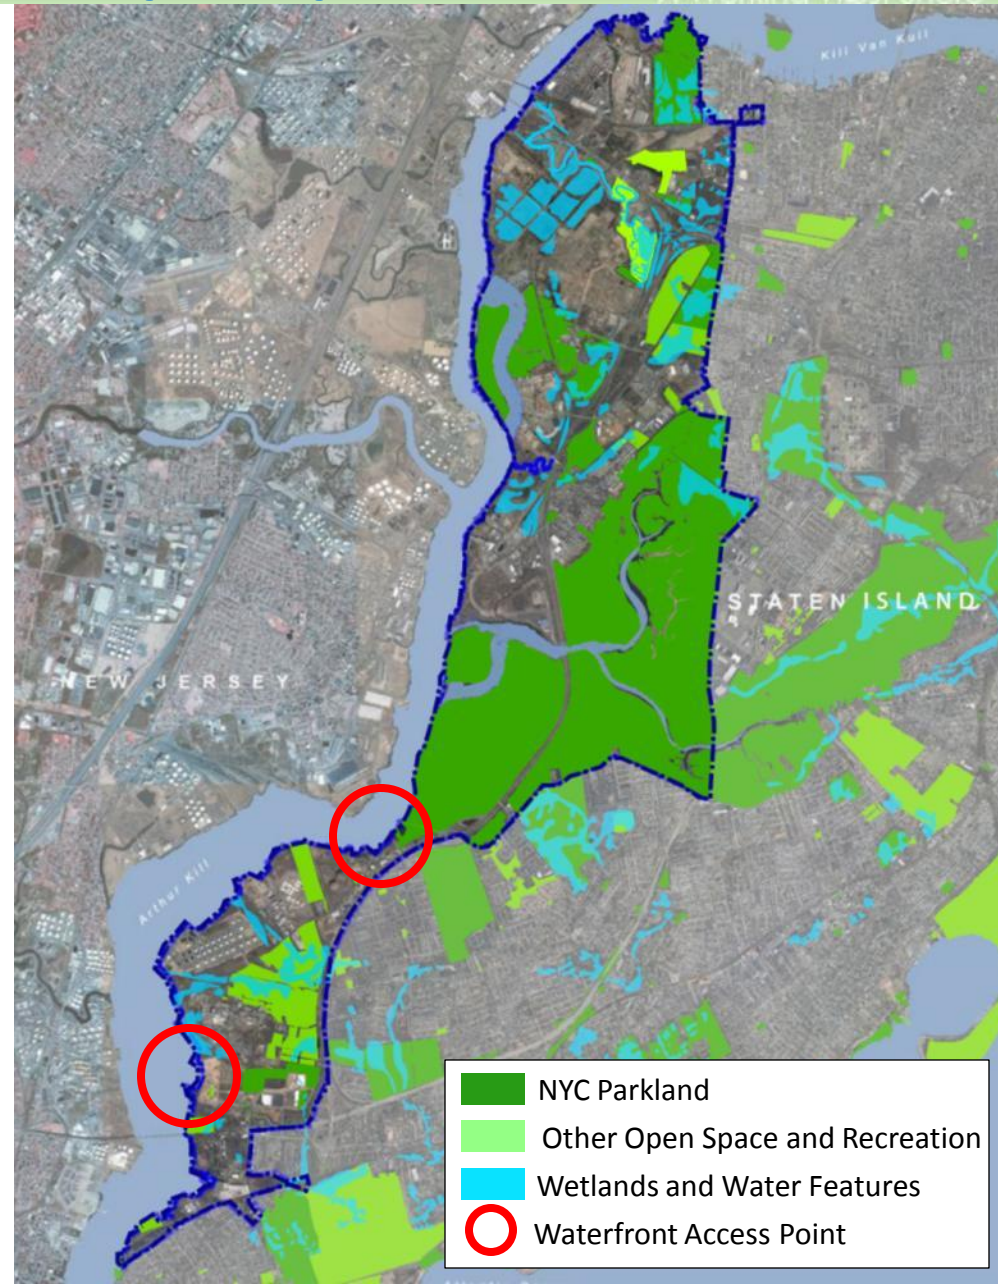 Kill Van Kull
STATEN ISLAND
NEW JERSEY
Arthur Kill
NYC Parkland
Other Open Space and Recreation
Wetlands and Water Features
Waterfront Access Point